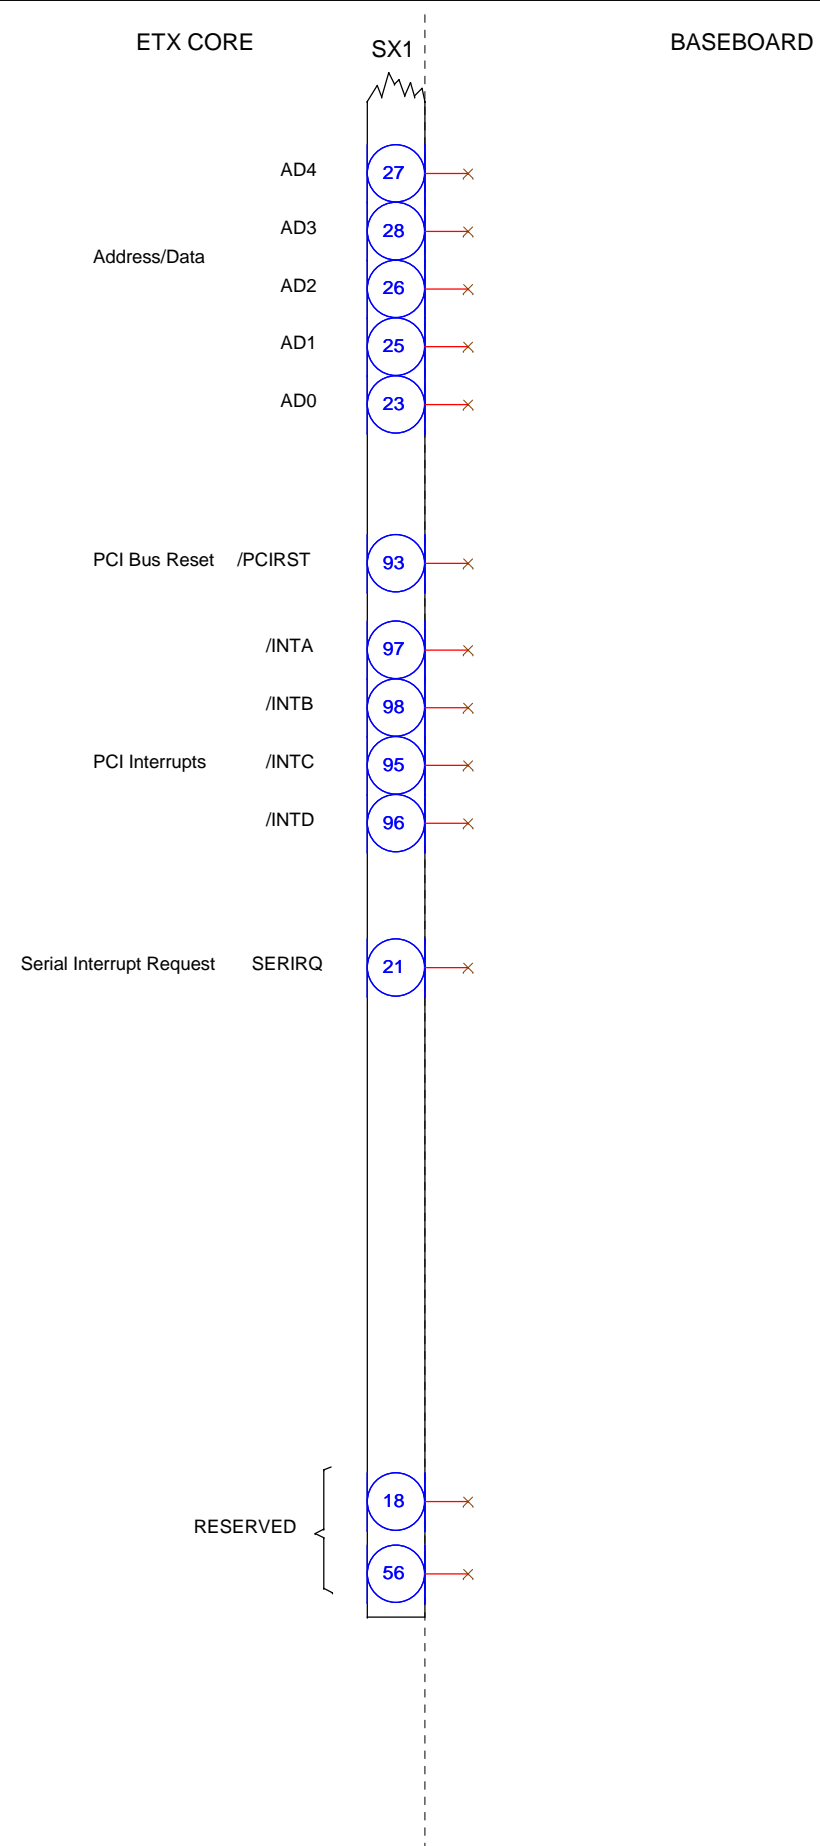 ETX CORE
SX1
BASEBOARD
AD4 27
AD3 28
Address/Data
AD2 26
AD1 25
AD0 23
PCI Bus Reset /PCIRST 93
/INTA 97
/INTB 98
PCI Interrupts /INTC 95
/INTD 96
Serial Interrupt Request SERIRQ 21
18
RESERVED
56